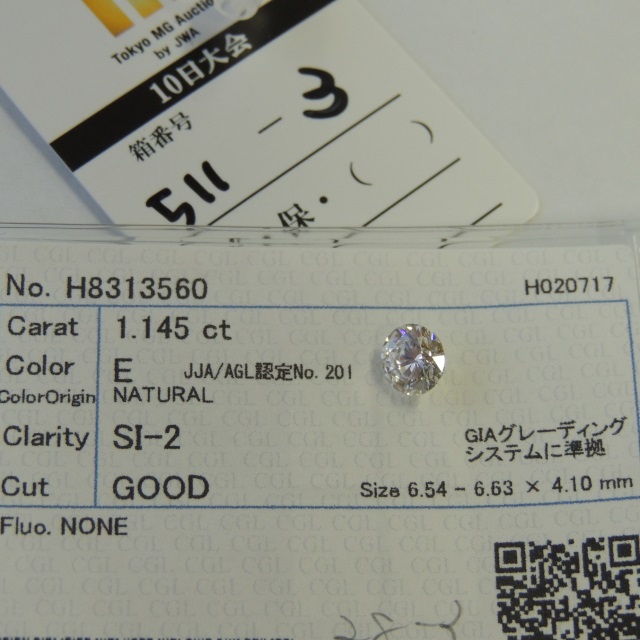 Tokyo MG Auction
by JWA
10日大会
箱番号
511
-3
No. H8313560
H020717
Carat 1.145 ct
Color E JJA/AGL認定No. 201
ColorOrigin NATURAL
Clarity SI-2
GIAグレーディング
システムに準拠
Cut GOOD
Size 6.54 - 6.63 × 4.10 mm
Fluo. NONE